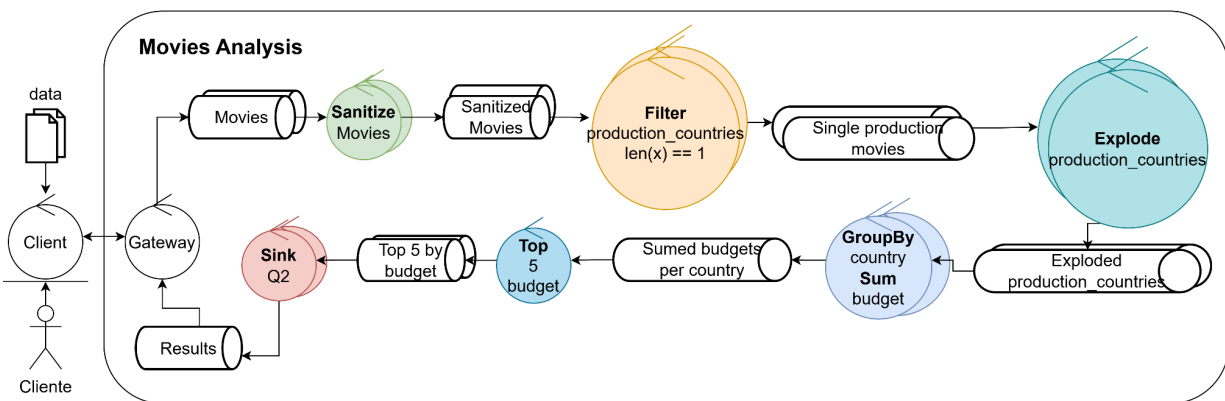 Movies Analysis
data
Client
Cliente
Gateway
Movies
Sanitize
Movies
Sanitized
Movies
Filter
production_countries
len(x) == 1
Single production
movies
Explode
production_countries
Exploded
production_countries
GroupBy
country
Sum
budget
Sumed budgets
per country
Top
5
budget
Top 5 by
budget
Sink
Q2
Results